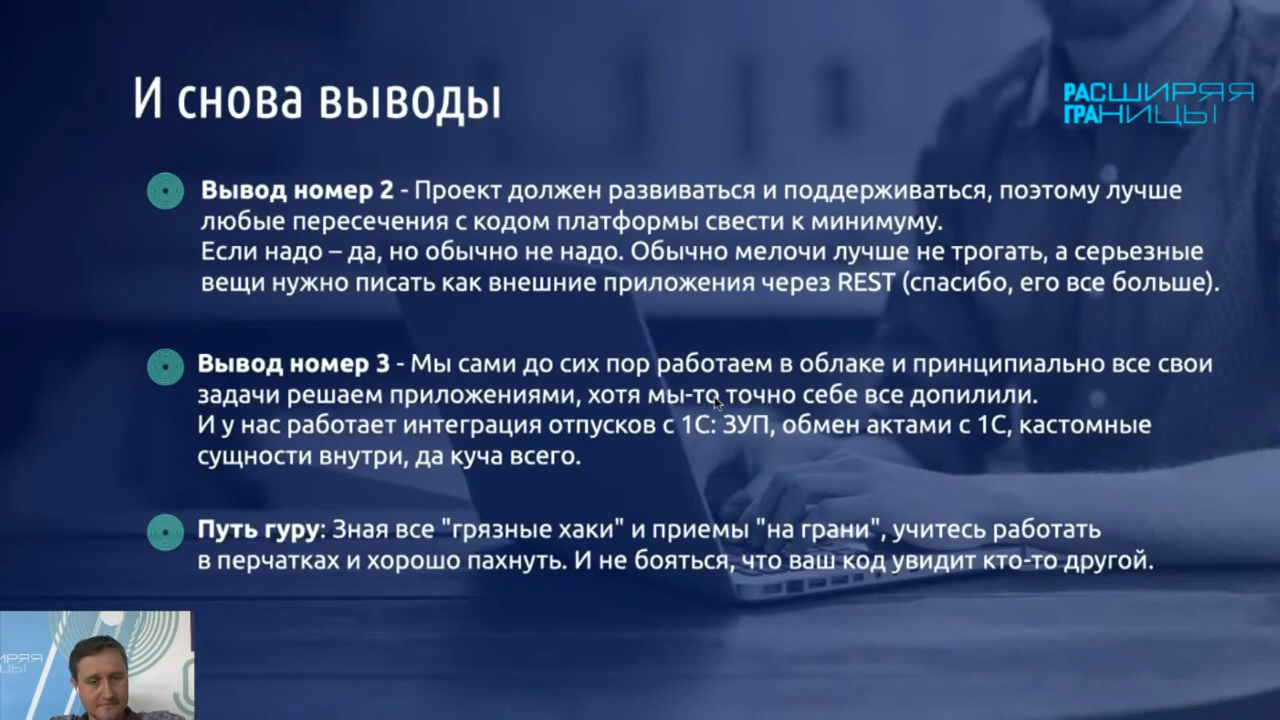 И снова выводы
РАСШИРЯЯ
ГРАНИЦЫ
Вывод номер 2 - Проект должен развиваться и поддерживаться, поэтому лучше
любые пересечения с кодом платформы свести к минимуму.
Если надо – да, но обычно не надо. Обычно мелочи лучше не трогать, а серьезные
вещи нужно писать как внешние приложения через REST (спасибо, его все больше).
Вывод номер 3 - Мы сами до сих пор работаем в облаке и принципиально все свои
задачи решаем приложениями, хотя мы-то точно себе все допилили.
И у нас работает интеграция отпусков с 1С: ЗУП, обмен актами с 1С, кастомные
сущности внутри, да куча всего.
Путь гуру: Зная все "грязные хаки" и приемы "на грани", учитесь работать
в перчатках и хорошо пахнуть. И не бояться, что ваш код увидит кто-то другой.
ИРЯЯ
ИЦЫ